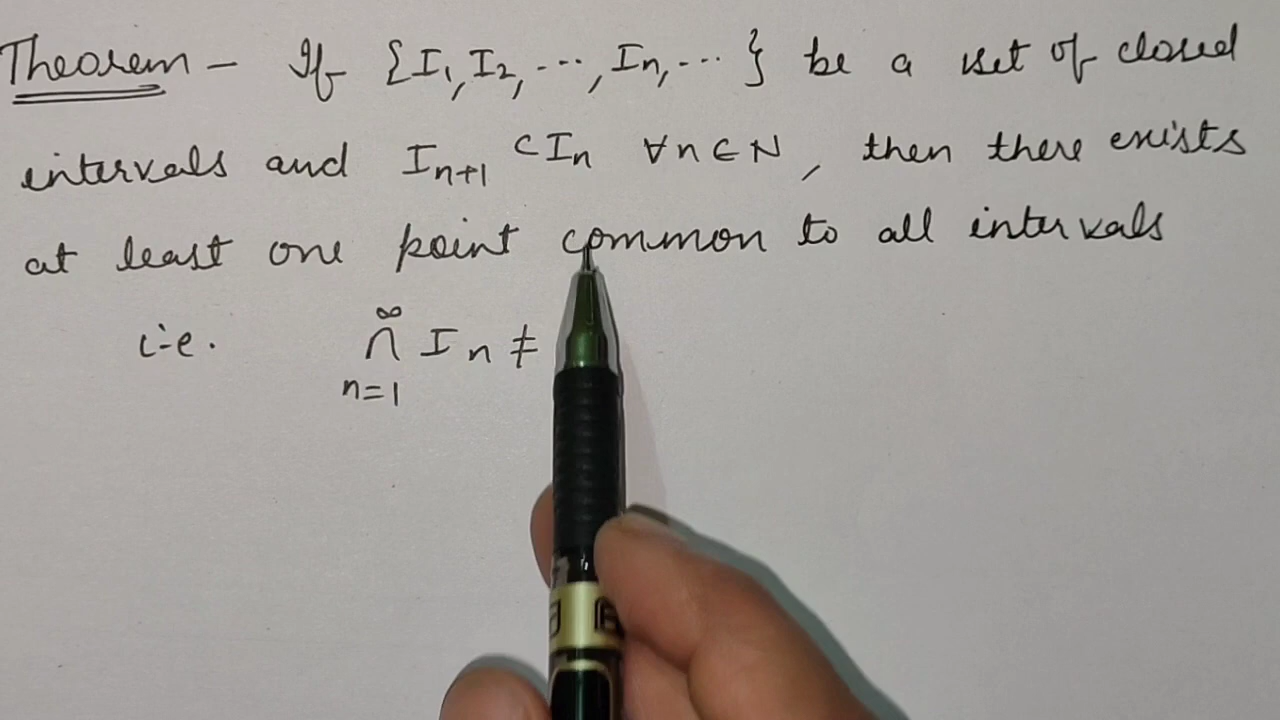 Theorem - If {I1, I2, ..., In, ... } be a set of closed
intervals and In+1 ⊂ In ∀n∈N, then there exists
at least one point common to all intervals
i.e. ∞ ∩ n=1 In ≠